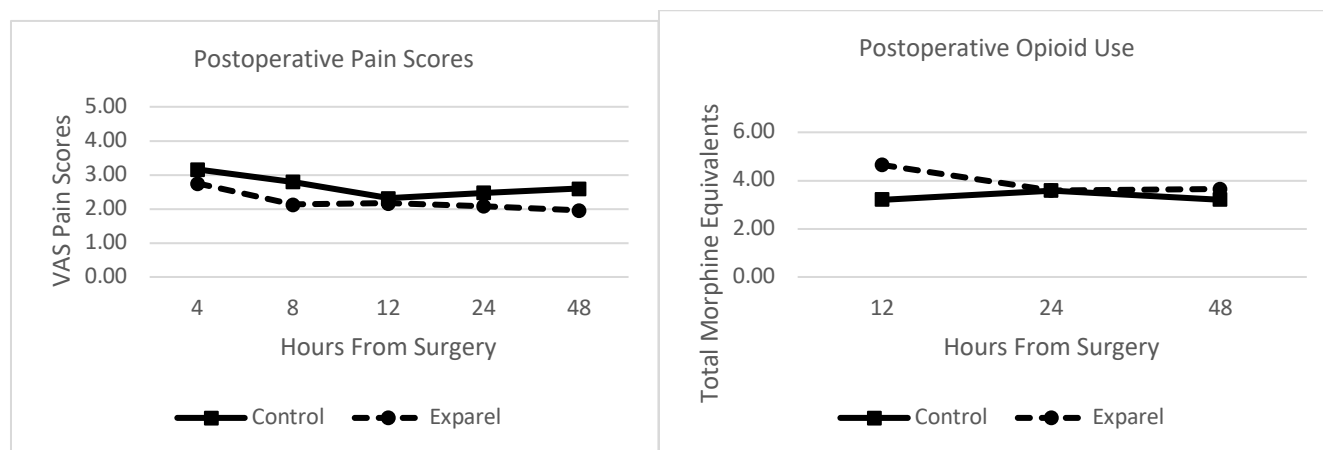 Postoperative Pain Scores
VAS Pain Scores
5.00
4.00
3.00
2.00
1.00
0.00
4 8 12 24 48
Hours From Surgery
Control Exparel
Postoperative Opioid Use
Total Morphine Equivalents
6.00
4.00
2.00
0.00
12 24 48
Hours From Surgery
Control Exparel